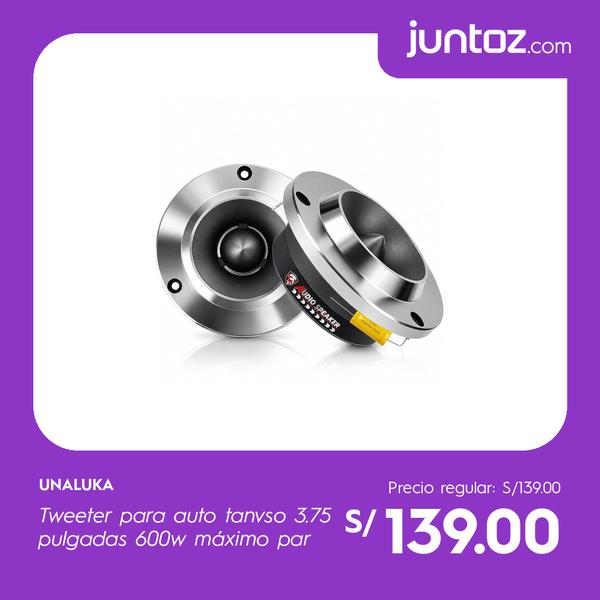 juntoz.com
AUDIO SPEAKER
UNALUKA
Tweeter para auto tanvso 3.75
pulgadas 600w máximo par
Precio regular: S/139.00
S/139.00